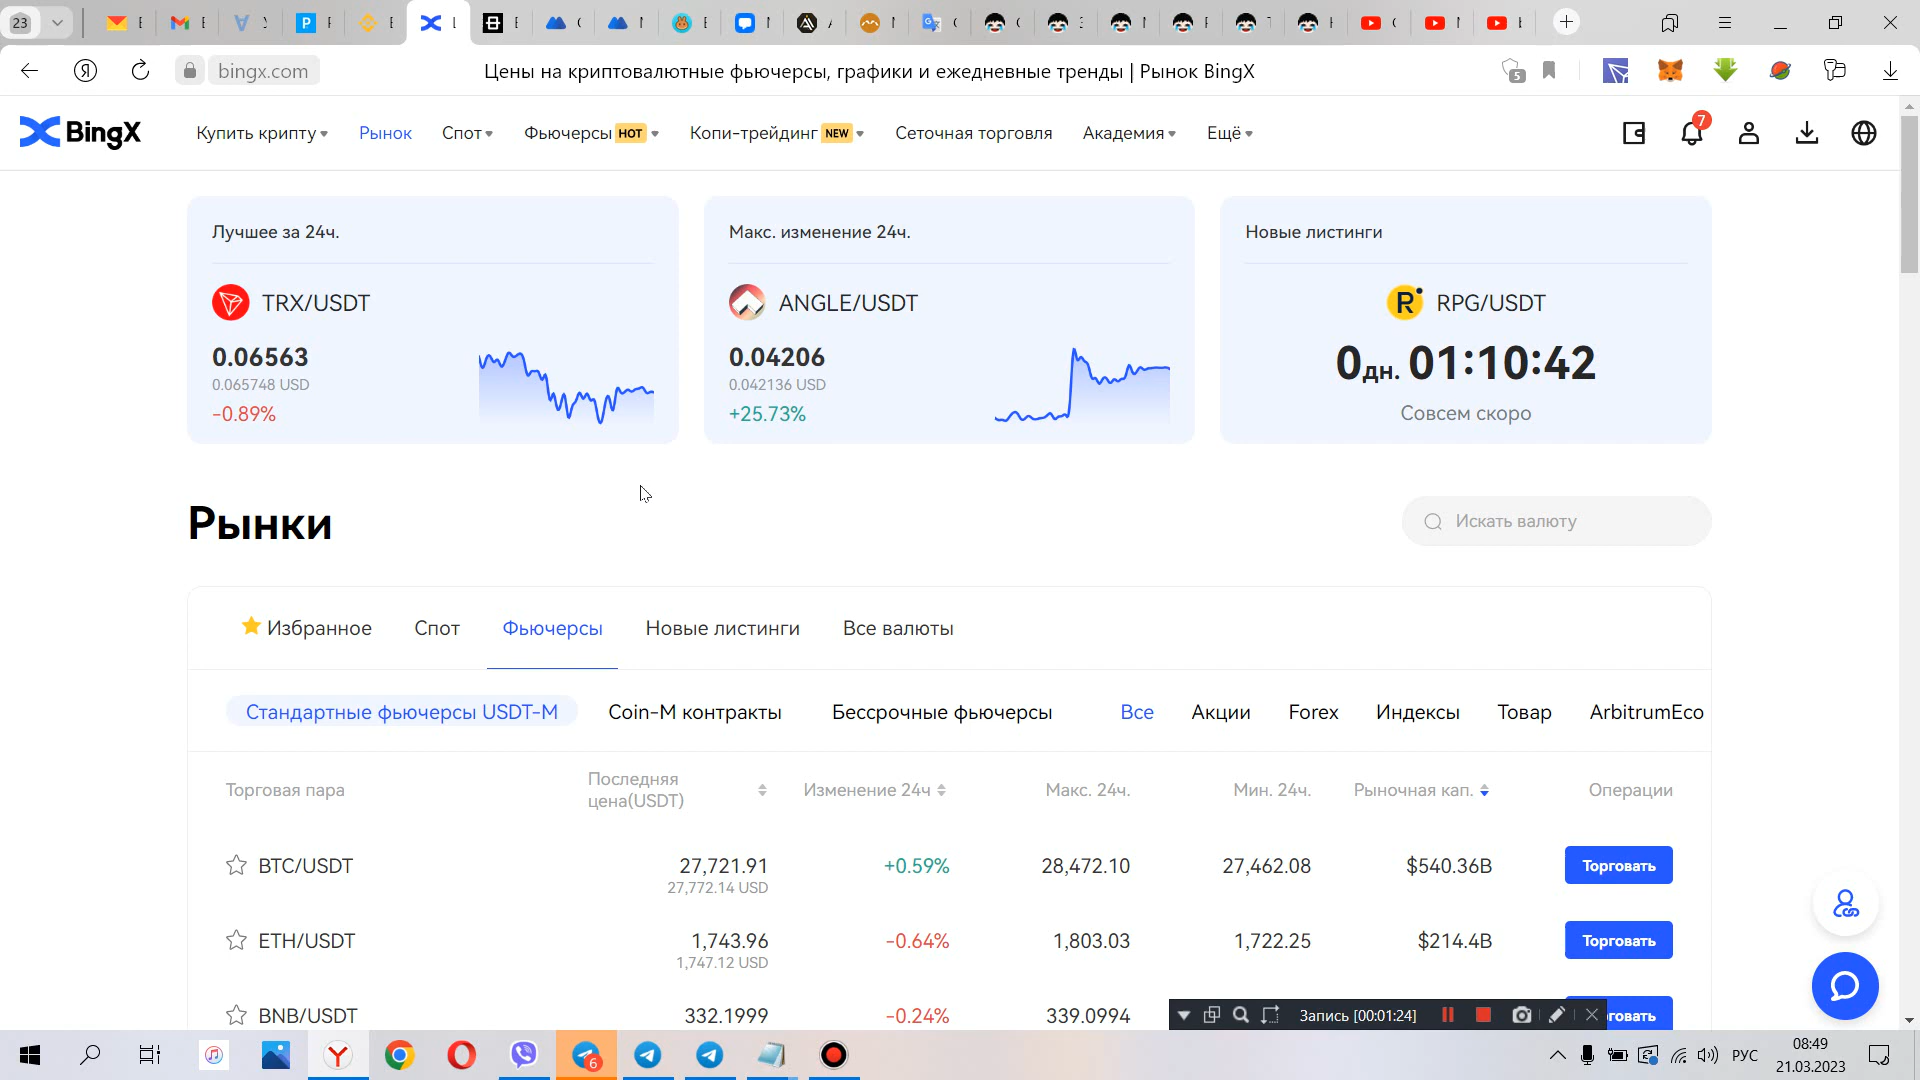 23
bingx.com
Цены на криптовалютные фьючерсы, графики и ежедневные тренды | Рынок BingX
5
BingX
Купить крипту
Рынок
Спот
Фьючерсы HOT
Копи-трейдинг NEW
Сеточная торговля
Академия
Ещё
7
Лучшее за 24ч.
TRX/USDT
0.06563
0.065748 USD
-0.89%
Макс. изменение 24ч.
ANGLE/USDT
0.04206
0.042136 USD
+25.73%
Новые листинги
RPG/USDT
0дн. 01:10:42
Совсем скоро
Рынки
Искать валюту
Избранное
Спот
Фьючерсы
Новые листинги
Все валюты
Стандартные фьючерсы USDT-M
Coin-M контракты
Бессрочные фьючерсы
Все
Акции
Forex
Индексы
Товар
ArbitrumEco
Торговая пара
Последняя
цена(USDT)
Изменение 24ч
Макс. 24ч.
Мин. 24ч.
Рыночная кап.
Операции
BTC/USDT
27,721.91
27,772.14 USD
+0.59%
28,472.10
27,462.08
$540.36B
Торговать
ETH/USDT
1,743.96
1,747.12 USD
-0.64%
1,803.03
1,722.25
$214.4B
Торговать
BNB/USDT
332.1999
-0.24%
339.0994
Запись [00:01:24]
говать
6
РУС
08:49
21.03.2023